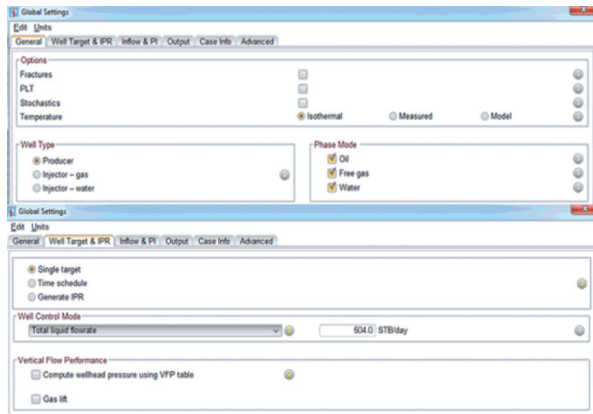 Global Settings
Edit Units
General Well Target & IPR Inflow & PI Output Case Info Advanced
Options
Fractures
PLT
Stochastics
Temperature Isothermal Measured Model
Well Type Phase Mode
Producer Oil
Injector – gas Free gas
Injector – water Water
Global Settings
Edit Units
General Well Target & IPR Inflow & PI Output Case Info Advanced
Single target
Time schedule
Generate IPR
Well Control Mode
Total liquid flowrate 504.0 STB/day
Vertical Flow Performance
Compute wellhead pressure using VFP table
Gas lift